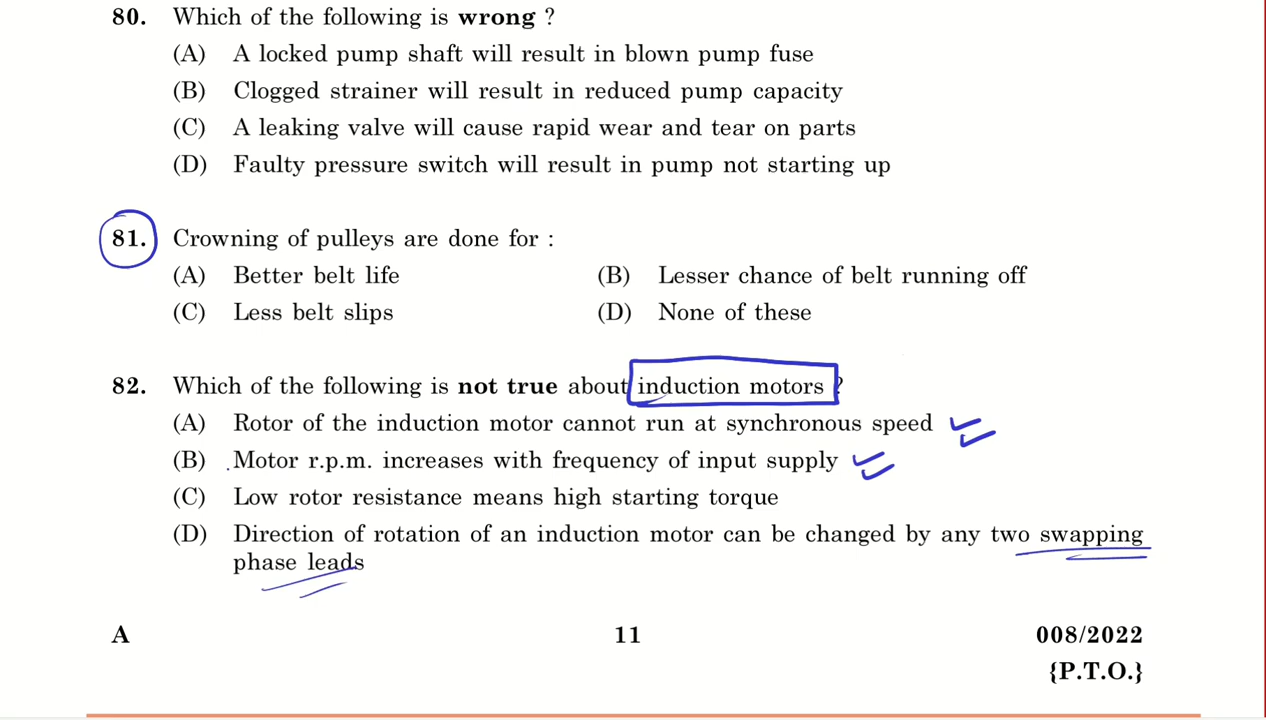 80. Which of the following is wrong ?
(A) A locked pump shaft will result in blown pump fuse
(B) Clogged strainer will result in reduced pump capacity
(C) A leaking valve will cause rapid wear and tear on parts
(D) Faulty pressure switch will result in pump not starting up
81. Crowning of pulleys are done for :
(A) Better belt life (B) Lesser chance of belt running off
(C) Less belt slips (D) None of these
82. Which of the following is not true about induction motors ?
(A) Rotor of the induction motor cannot run at synchronous speed
(B) Motor r.p.m. increases with frequency of input supply
(C) Low rotor resistance means high starting torque
(D) Direction of rotation of an induction motor can be changed by any two swapping
phase leads
A 11 008/2022
{P.T.O.}